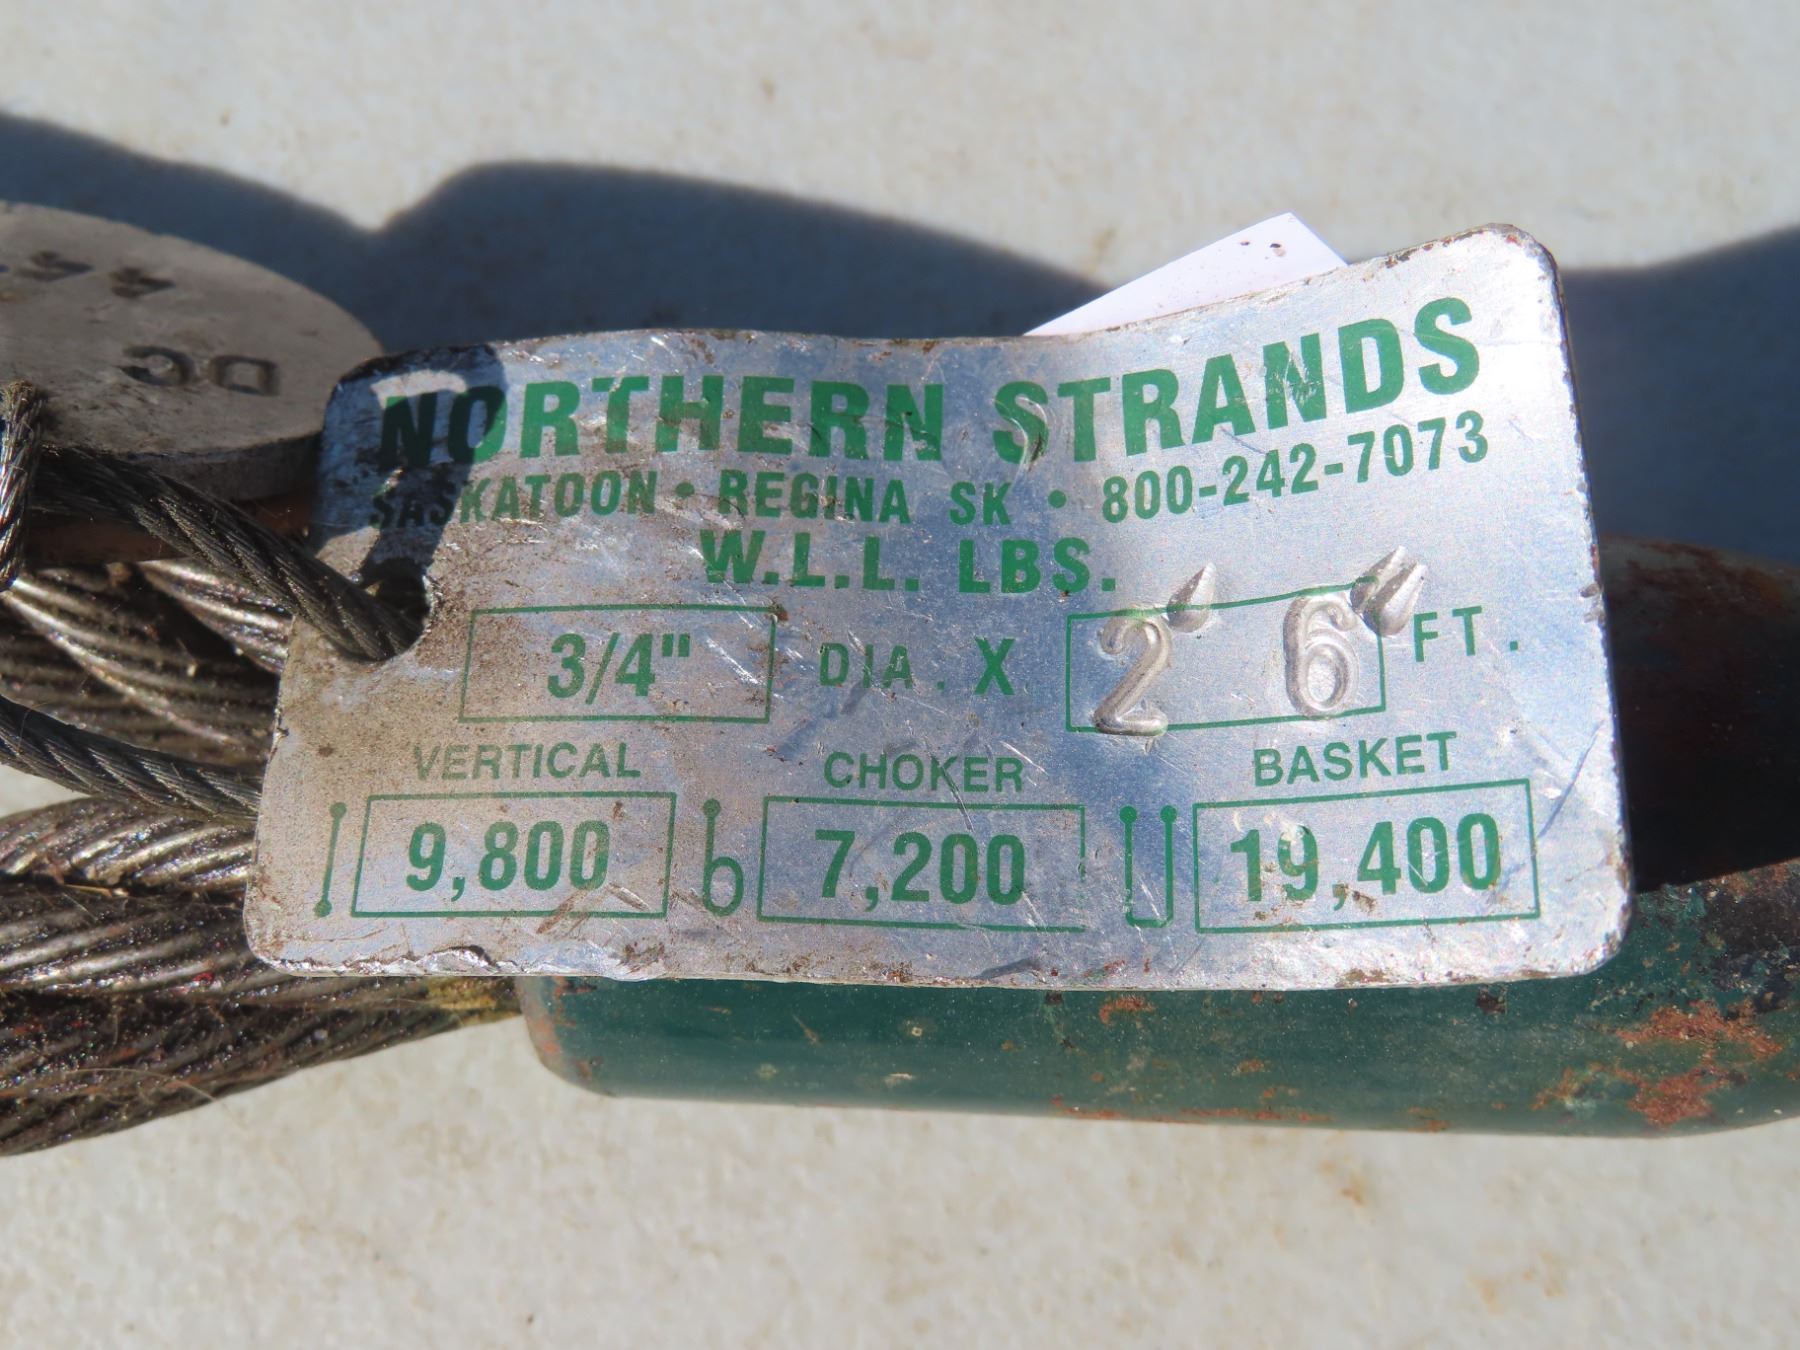 DC
NORTHERN STRANDS
SASKATOON • REGINA SK • 800-242-7073
W.L.L. LBS.
3/4" DIA. X 2' 6" FT.
VERTICAL CHOKER BASKET
9,800 7,200 19,400